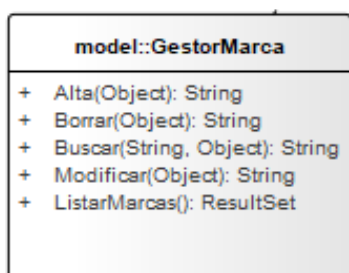 model::GestorMarca
+ Alta(Object): String
+ Borrar(Object): String
+ Buscar(String, Object): String
+ Modificar(Object): String
+ ListarMarcas(): ResultSet